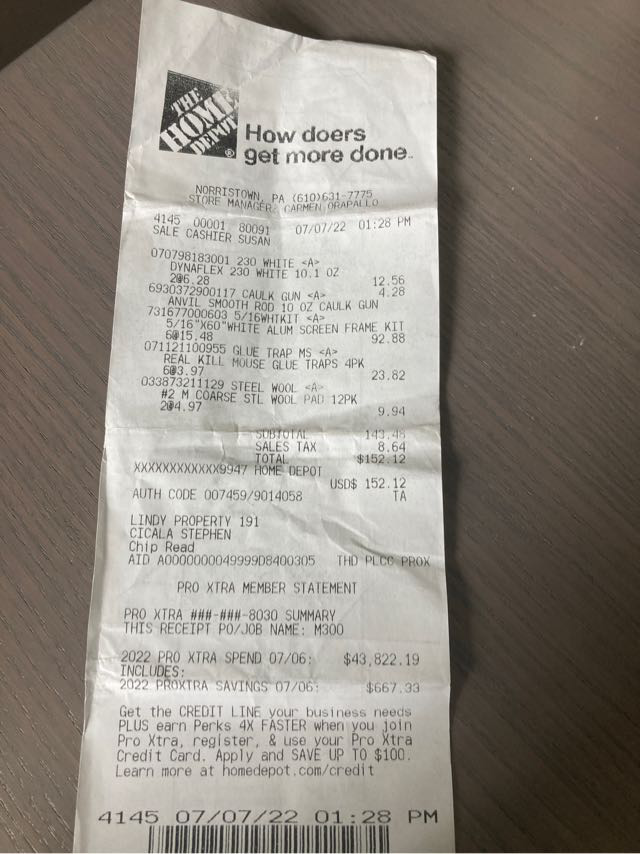 THE
HOME
DEPOT
®
How doers
get more done™
NORRISTOWN, PA (610)631-7775
STORE MANAGER: CARMEN ORAPALLO
4145 00001 80091 07/07/22 01:28 PM
SALE CASHIER SUSAN
070798183001 230 WHITE <A>
DYNAFLEX 230 WHITE 10.1 OZ
2@6.28 12.56
6930372900117 CAULK GUN <A> 4.28
ANVIL SMOOTH ROD 10 OZ CAULK GUN
731677000603 5/16WHTKIT <A>
5/16"X60"WHITE ALUM SCREEN FRAME KIT
6@15.48 92.88
071121100955 GLUE TRAP MS <A>
REAL KILL MOUSE GLUE TRAPS 4PK
6@3.97 23.82
033873211129 STEEL WOOL <A>
#2 M COARSE STL WOOL PAD 12PK
2@4.97 9.94
SUBTOTAL 143.48
SALES TAX 8.64
TOTAL $152.12
XXXXXXXXXXXX9947 HOME DEPOT
USD$ 152.12
AUTH CODE 007459/9014058 TA
LINDY PROPERTY 191
CICALA STEPHEN
Chip Read
AID A0000000049999D8400305 THD PLCC PROX
PRO XTRA MEMBER STATEMENT
PRO XTRA ###-###-8030 SUMMARY
THIS RECEIPT PO/JOB NAME: M300
2022 PRO XTRA SPEND 07/06: $43,822.19
INCLUDES:
2022 PROXTRA SAVINGS 07/06: $667.33
Get the CREDIT LINE your business needs
PLUS earn Perks 4X FASTER when you join
Pro Xtra, register, & use your Pro Xtra
Credit Card. Apply and SAVE UP TO $100.
Learn more at homedepot.com/credit
4145 07/07/22 01:28 PM